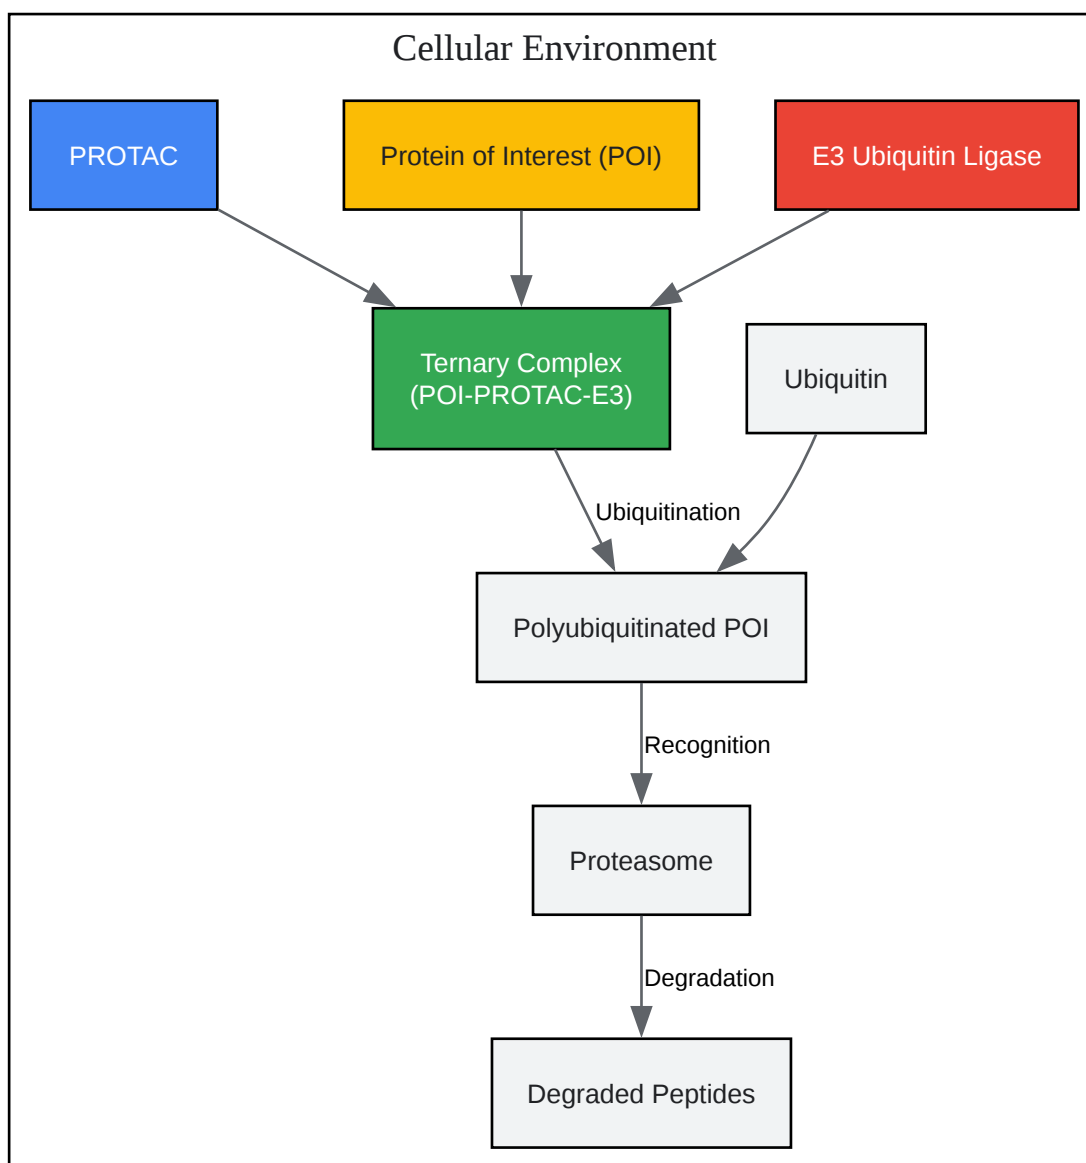 Cellular Environment
PROTAC
Protein of Interest (POI)
E3 Ubiquitin Ligase
Ternary Complex
(POI-PROTAC-E3)
Ubiquitin
Ubiquitination
Polyubiquitinated POI
Recognition
Proteasome
Degradation
Degraded Peptides